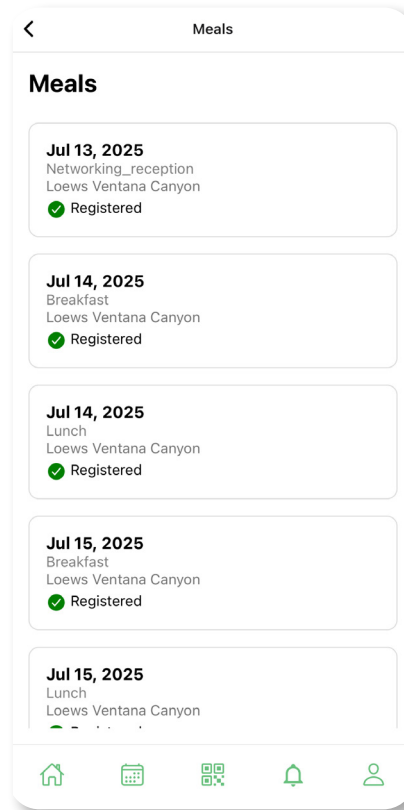 Meals
Meals
Jul 13, 2025
Networking_reception
Loews Ventana Canyon
Registered
Jul 14, 2025
Breakfast
Loews Ventana Canyon
Registered
Jul 14, 2025
Lunch
Loews Ventana Canyon
Registered
Jul 15, 2025
Breakfast
Loews Ventana Canyon
Registered
Jul 15, 2025
Lunch
Loews Ventana Canyon